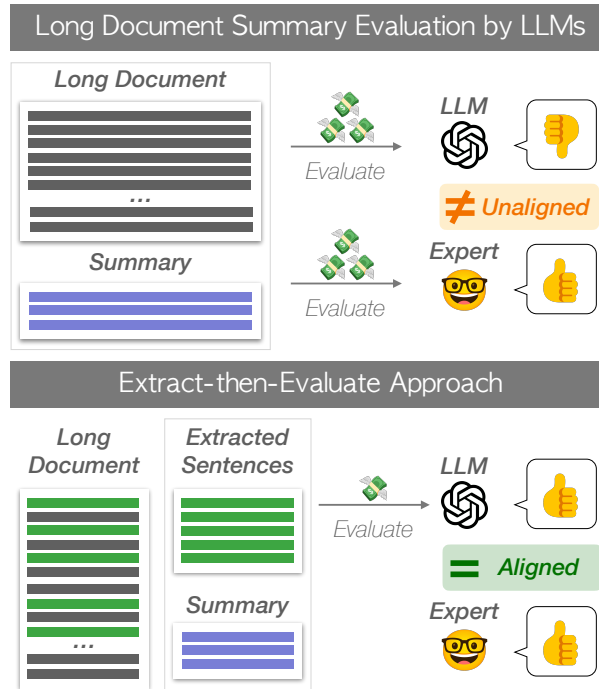 Long Document Summary Evaluation by LLMs
Long Document
...
Summary
Evaluate
LLM
≠ Unaligned
Evaluate
Expert
Extract-then-Evaluate Approach
Long
Document
...
Extracted
Sentences
Summary
Evaluate
LLM
= Aligned
Expert